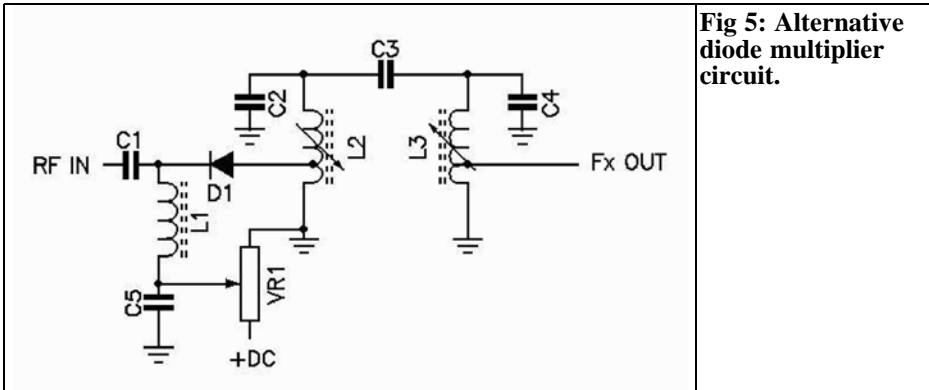 C3
C2
C4
C1
L2
L3
RF IN
Fx OUT
D1
L1
VR1
C5
+DC
Fig 5: Alternative
diode multiplier
circuit.